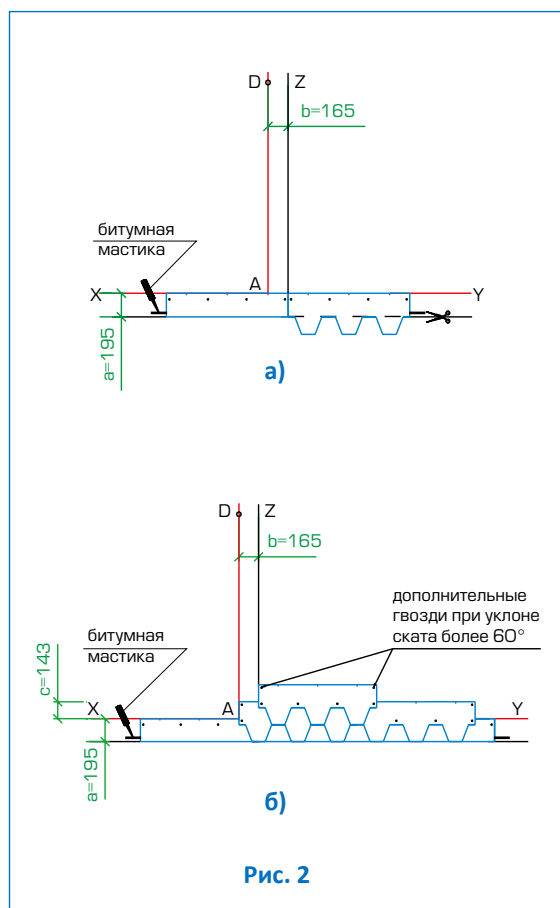 D
Z
b=165
битумная
мастика
X
A
Y
a=195
а)
D
Z
b=165
дополнительные
гвозди при уклоне
ската более 60°
битумная
мастика
c=143
X
A
Y
a=195
б)
Рис. 2